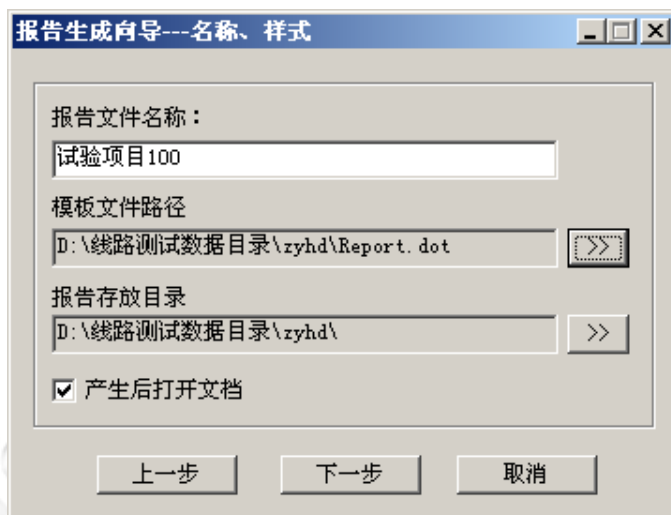 报告生成向导---名称、样式
报告文件名称：
试验项目100
模板文件路径
D:\线路测试数据目录\zyhd\Report.dot
>>
报告存放目录
D:\线路测试数据目录\zyhd\
>>
产生后打开文档
上一步 下一步 取消